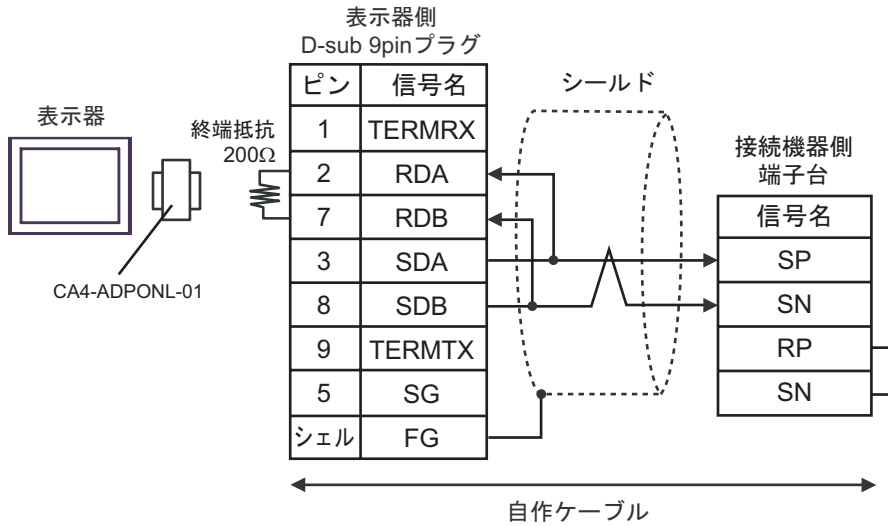 表示器側
D-sub 9pinプラグ
ピン 信号名
1 TERMRX
2 RDA
7 RDB
3 SDA
8 SDB
9 TERMTX
5 SG
シェル FG
表示器
終端抵抗
200Ω
CA4-ADPONL-01
シールド
接続機器側
端子台
信号名
SP
SN
RP
SN
自作ケーブル